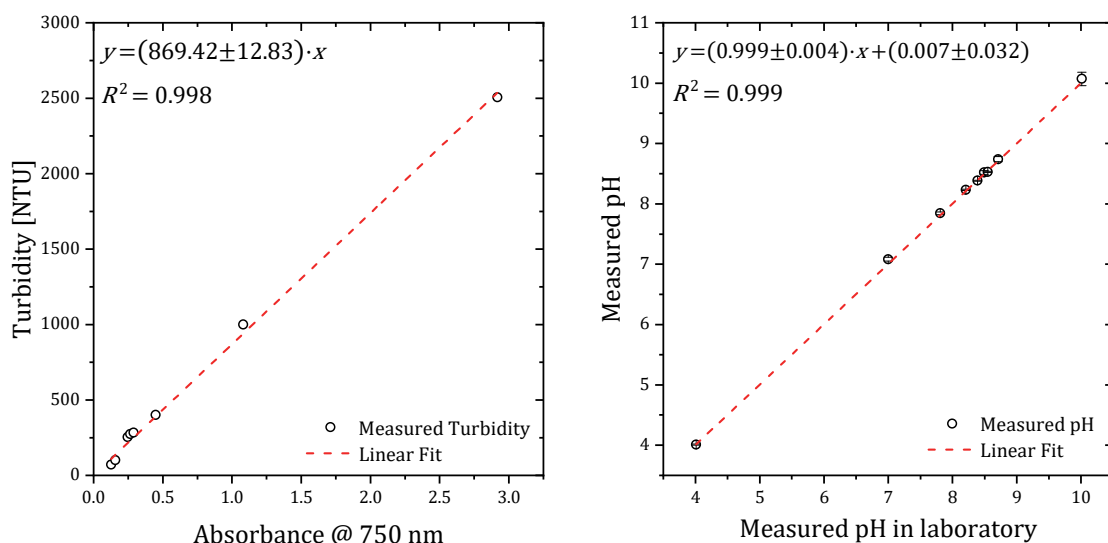 y=(869.42±12.83)·x
R² = 0.998
3000
2500
2000
1500
1000
500
0
Turbidity [NTU]
Measured Turbidity
Linear Fit
0.0 0.5 1.0 1.5 2.0 2.5 3.0
Absorbance @ 750 nm
y=(0.999±0.004)·x+(0.007±0.032)
R² = 0.999
11
10
9
8
7
6
5
4
Measured pH
Measured pH
Linear Fit
4 5 6 7 8 9 10
Measured pH in laboratory